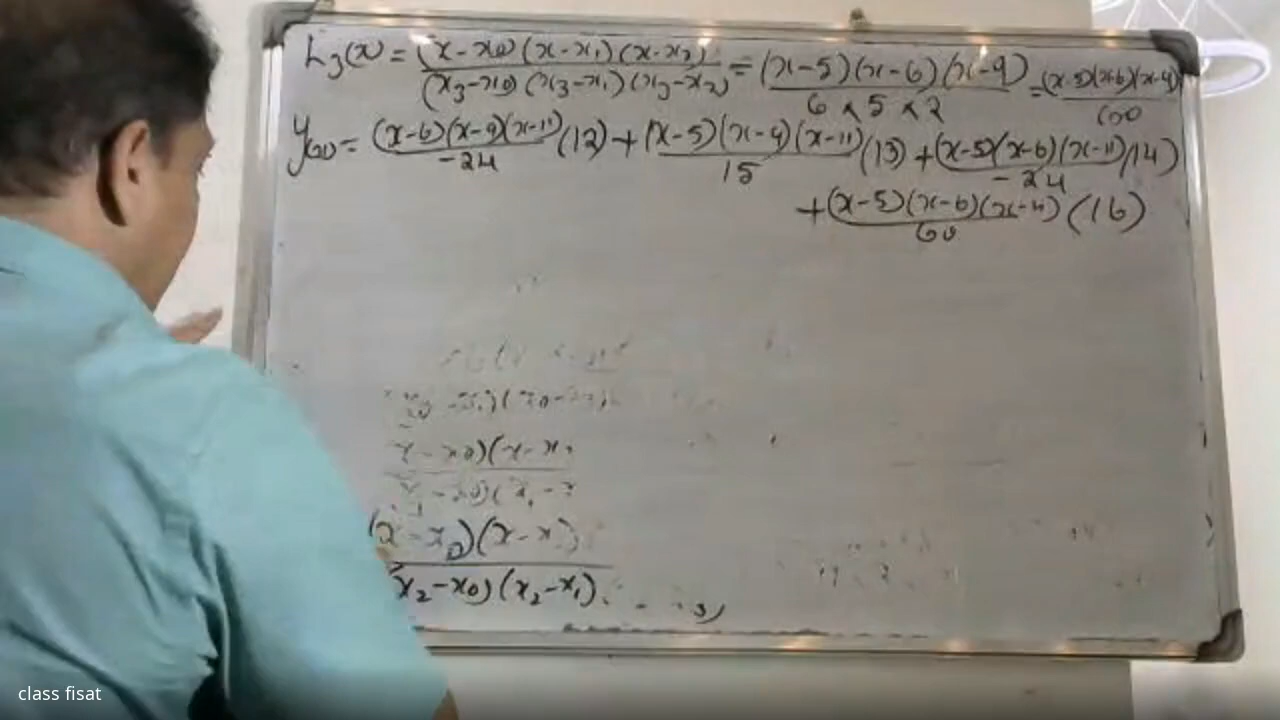 L₃(x) = (x-x₀)(x-x₁)(x-x₂) / (x₃-x₀)(x₃-x₁)(x₃-x₂) = (x-5)(x-6)(x-9) / 6×5×2 = (x-5)(x-6)(x-9) / 60
y(x) = (x-6)(x-9)(x-11) / -24 (12) + (x-5)(x-9)(x-11) / 15 (13) + (x-5)(x-6)(x-11) / -24 (14)
+ (x-5)(x-6)(x-9) / 60 (16)
x₀)(x-x
(x-x₀)(x-x
x₂-x₀)(x₂-x₁)
class fisat